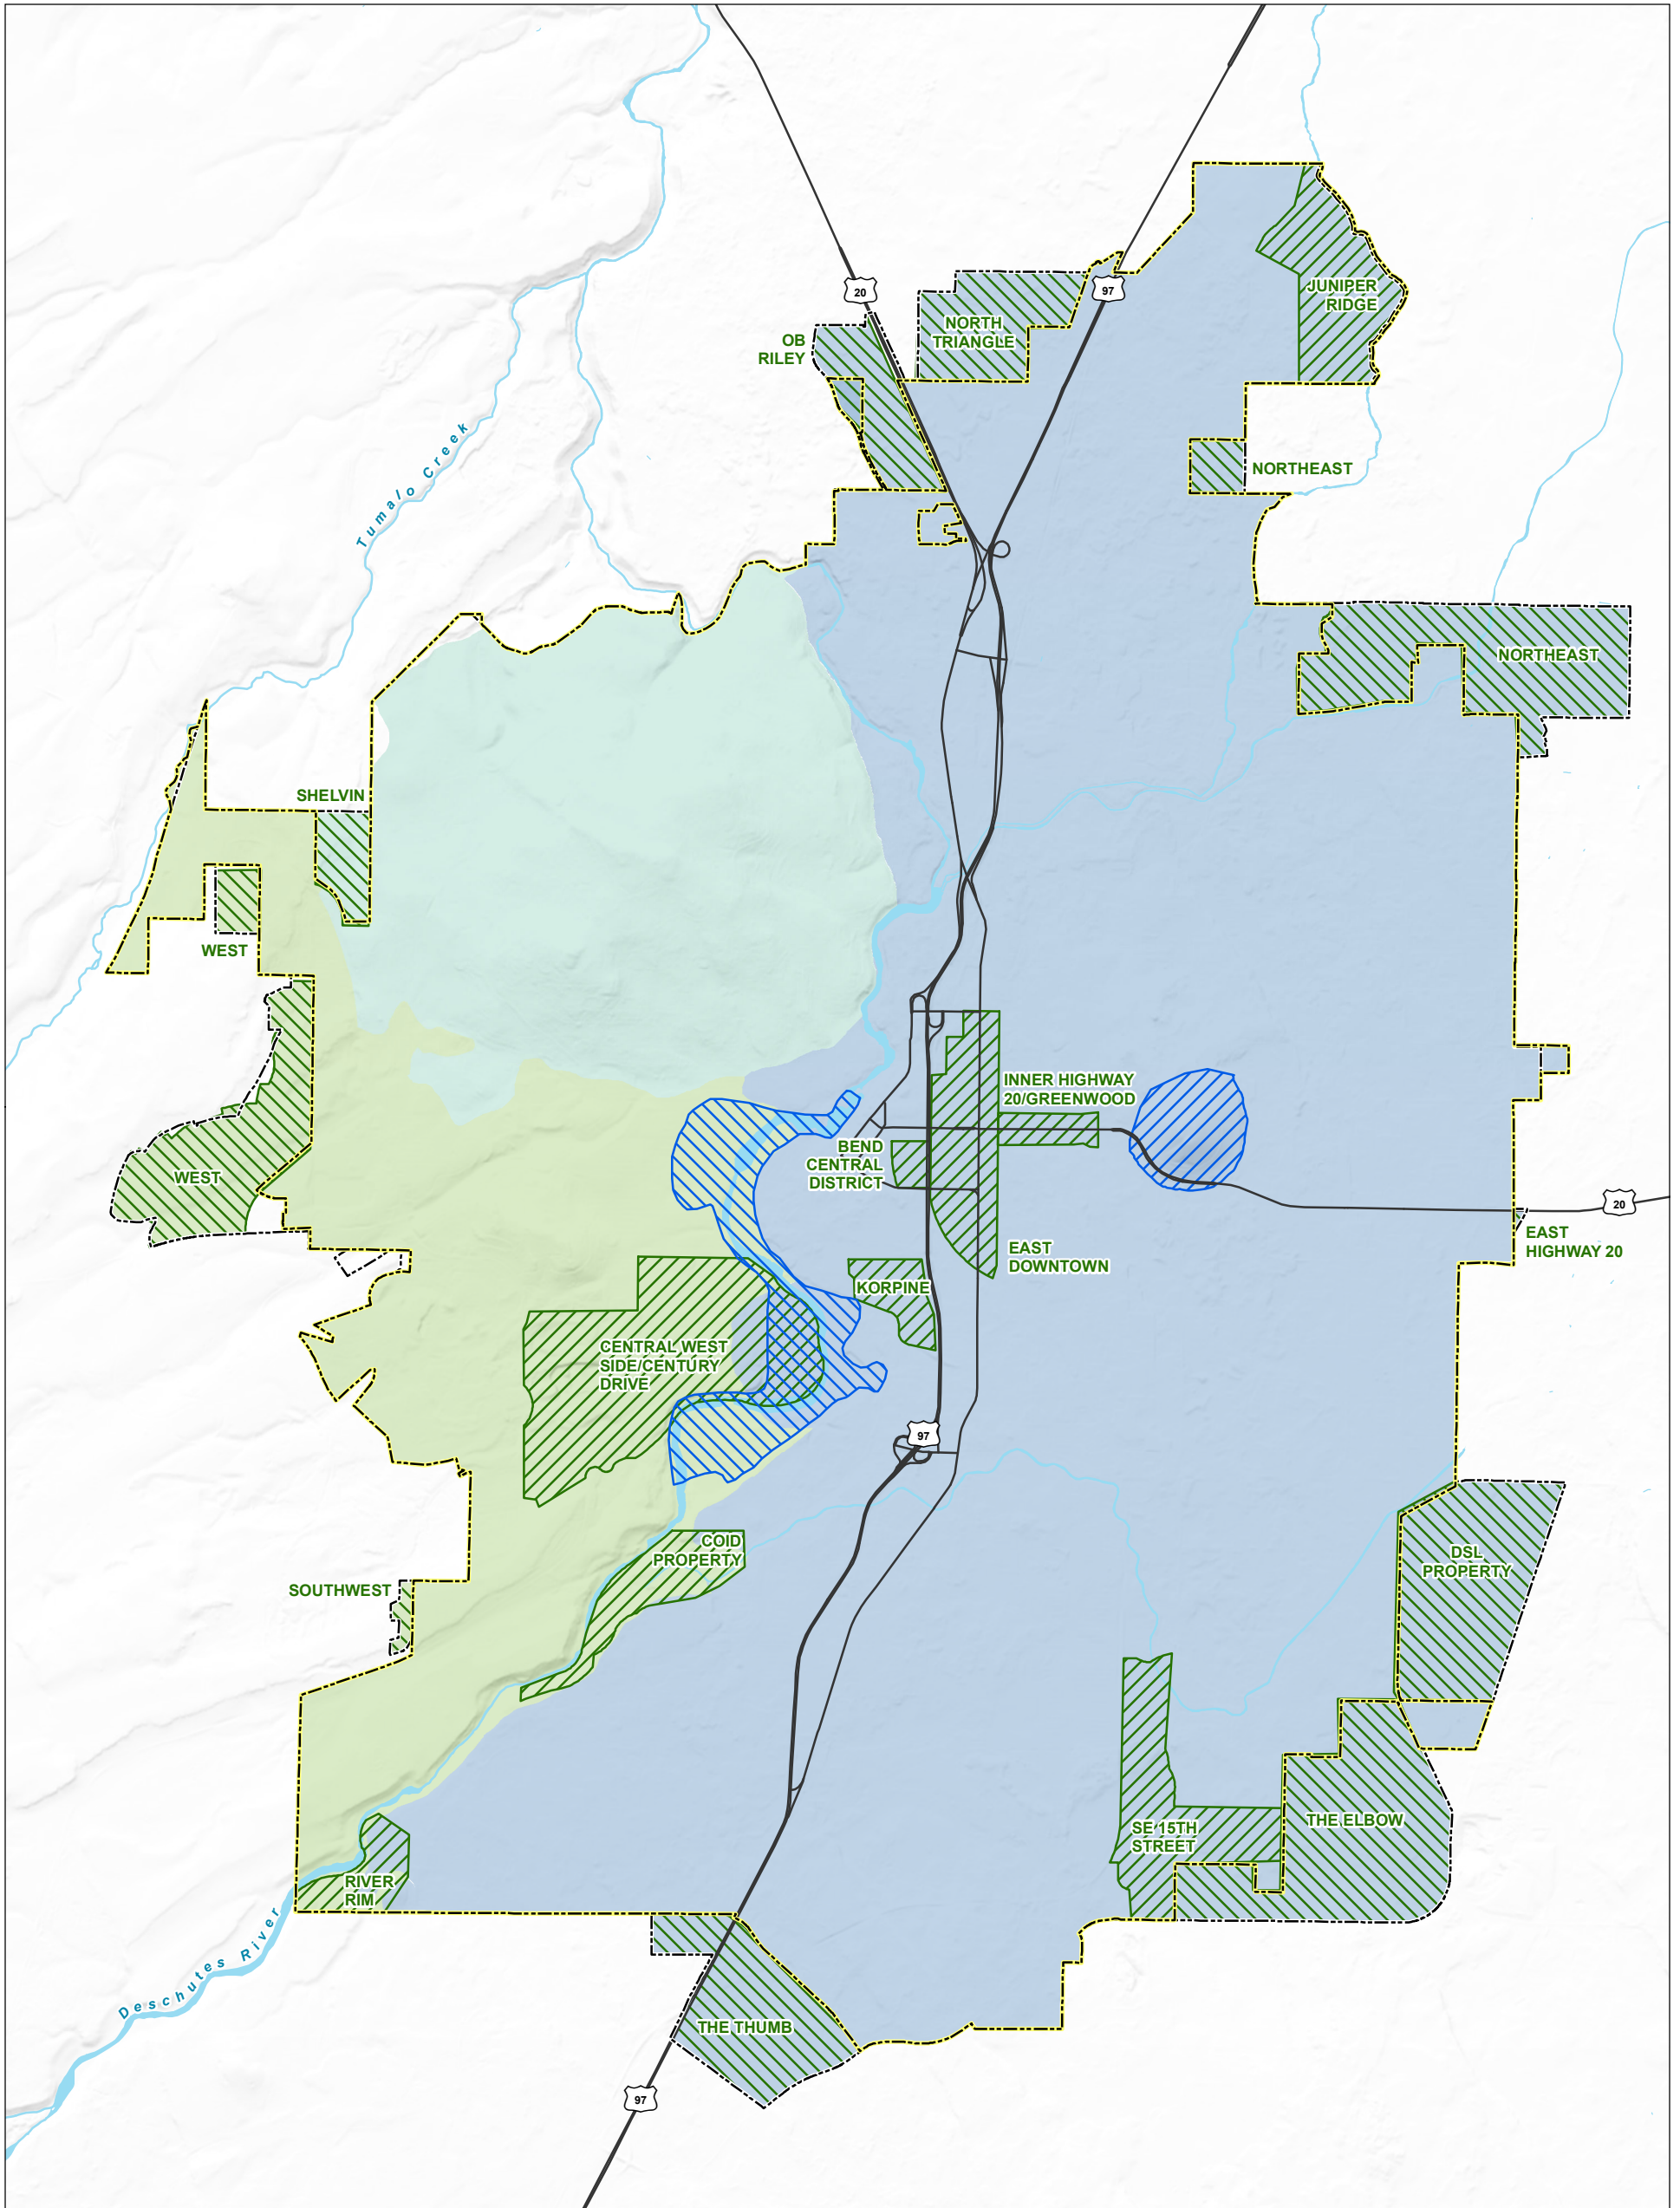 20
97
JUNIPER
RIDGE
NORTH
TRIANGLE
OB
RILEY
NORTHEAST
Tumalo Creek
NORTHEAST
SHELVIN
WEST
INNER HIGHWAY
20/GREENWOOD
BEND
CENTRAL
DISTRICT
WEST
20
EAST
HIGHWAY 20
EAST
DOWNTOWN
KORPINE
CENTRAL WEST
SIDE/CENTURY
DRIVE
97
COID
PROPERTY
DSL
PROPERTY
SOUTHWEST
THE ELBOW
SE 15TH
STREET
RIVER
RIM
Deschutes River
THE THUMB
97